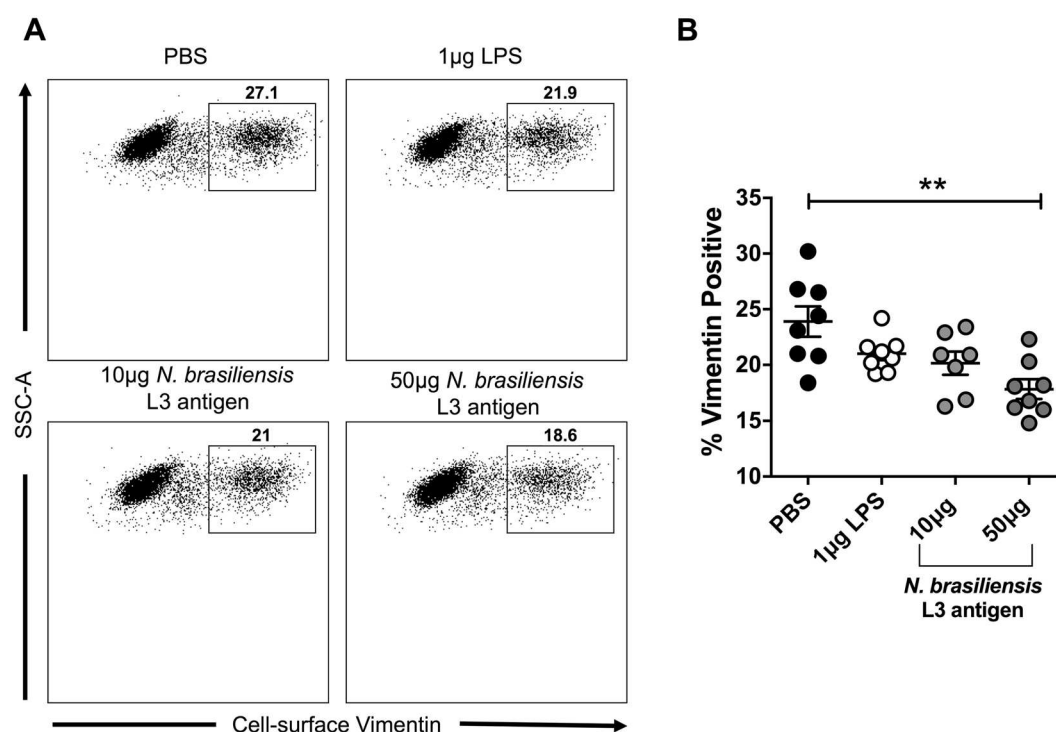 A
PBS
1µg LPS
27.1
21.9
10µg N. brasiliensis
L3 antigen
50µg N. brasiliensis
L3 antigen
21
18.6
SSC-A
Cell-surface Vimentin
B
**
% Vimentin Positive
35
30
25
20
15
10
PBS
1µg LPS
10µg
50µg
N. brasiliensis
L3 antigen